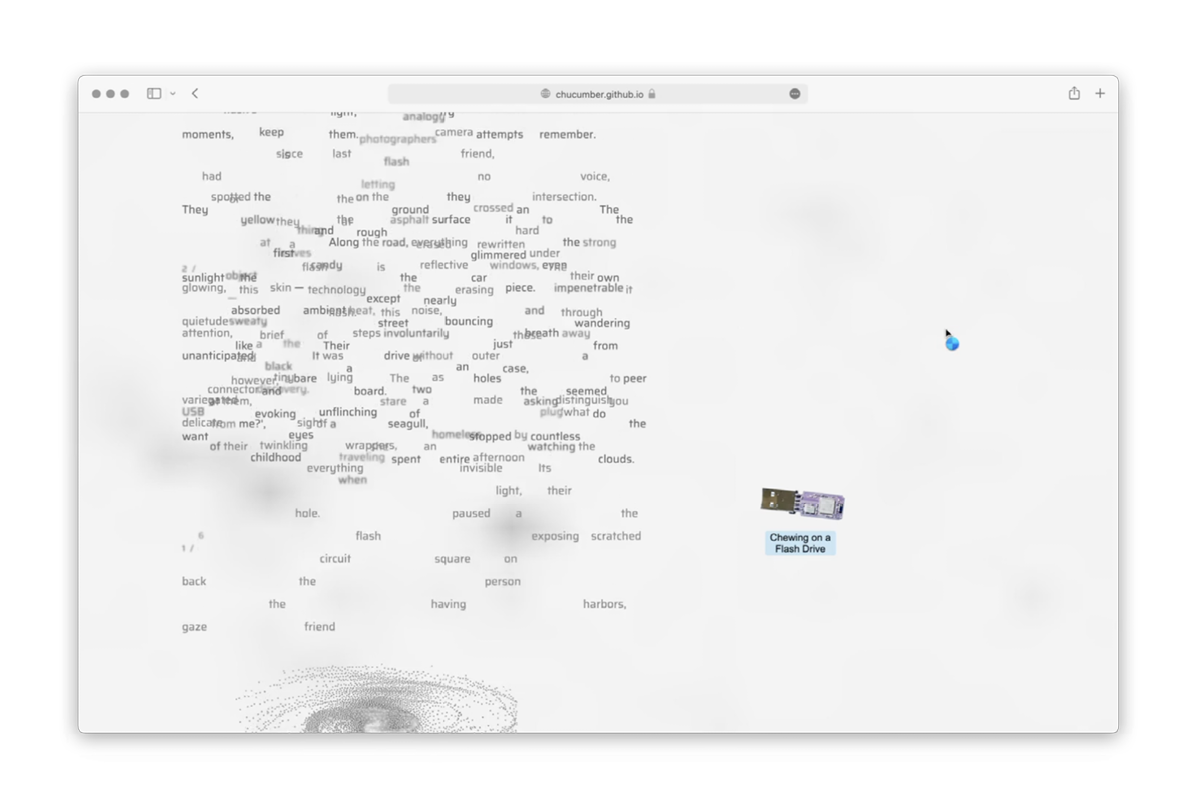 chucumber.github.io
analogy
moments, keep them. photographers camera attempts remember.
last friend,
flash
had no voice,
letting
spotted the the on the they intersection.
They ground crossed an The
yellow they the asphalt surface it to the
and rough hard
at a Along the road, everything rewritten the strong
first glimmered under
2 / is reflective windows, even
sunlight object the the car their own
glowing, this skin — technology the erasing piece. impenetrable it
except nearly
absorbed ambient heat, this noise, and through
quietude sweaty street bouncing wandering
attention, brief of steps involuntarily breath away
like a the Their just from
unanticipated It was drive without outer a
black a an case,
however, tiny bare lying The as holes to peer
connector and board. two the seemed
variegated them, stare a made asking distinguish you
USB evoking unflinching of plug what do
delicate from me?', sight of a seagull, the
want eyes homeless stopped by countless
of their twinkling wrappers, an watching the
childhood traveling spent entire afternoon clouds.
everything invisible Its
when
light, their
hole. paused a the
6 flash exposing scratched
Chewing on a
Flash Drive
1 /
circuit square on
back the person
the having harbors,
gaze friend